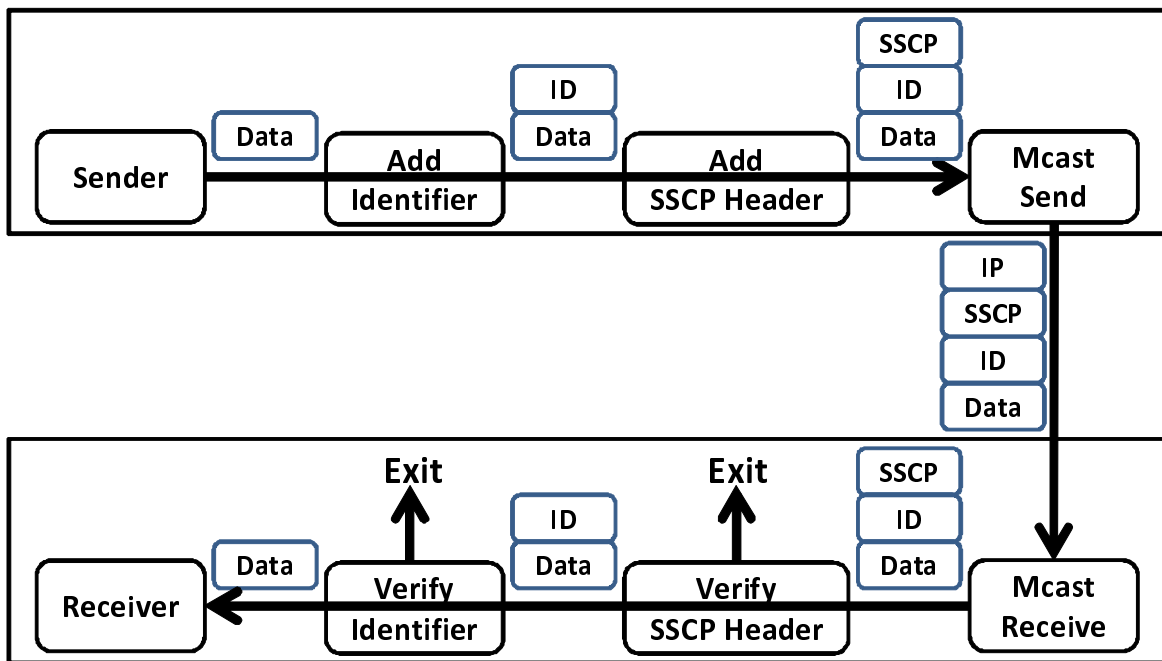 SSCP
ID
ID
Data
Data
Data
Sender
Add
Identifier
Add
SSCP Header
Mcast
Send
IP
SSCP
ID
Data
Exit
Exit
SSCP
ID
ID
Data
Data
Data
Receiver
Verify
Identifier
Verify
SSCP Header
Mcast
Receive